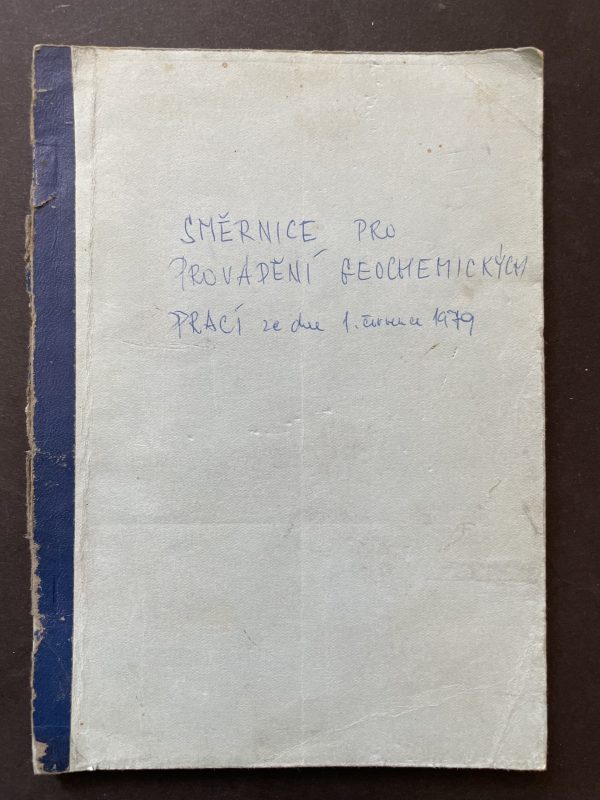 SMĚRNICE PRO
PROVÁDĚNÍ GEOCHEMICKÝCH
PRACÍ ze dne 1. července 1979